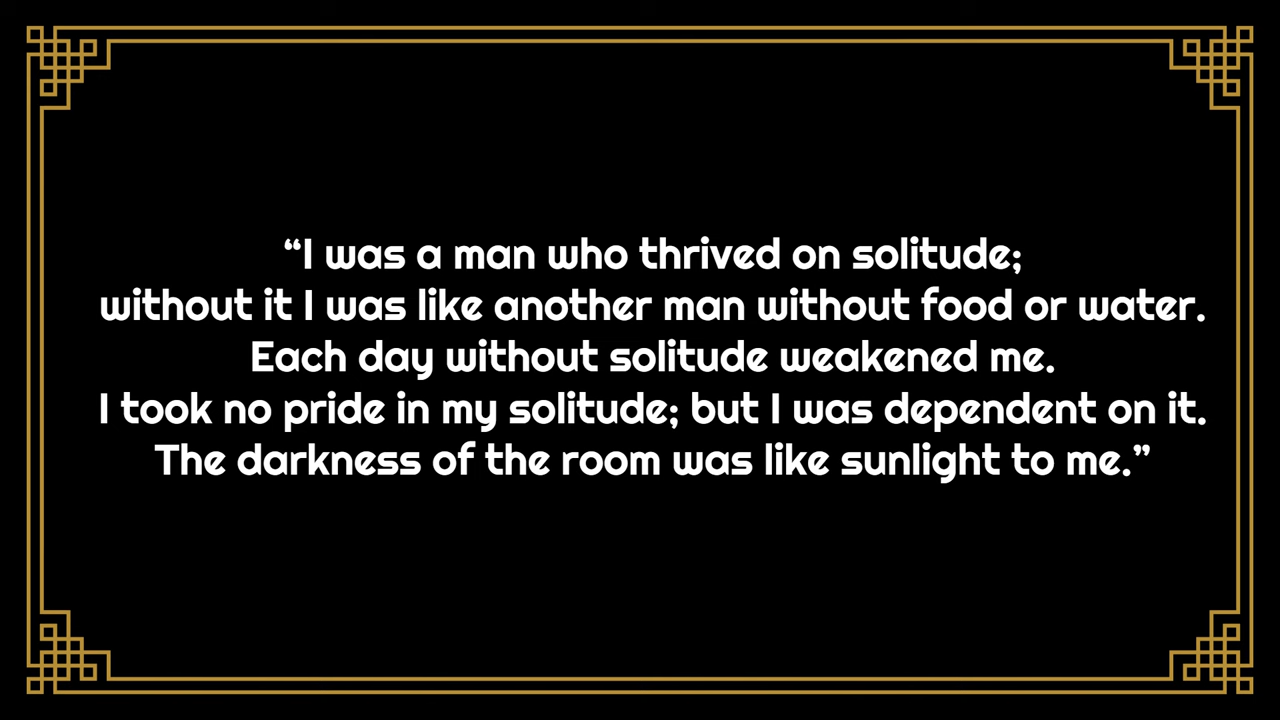 “I was a man who thrived on solitude;
without it I was like another man without food or water.
Each day without solitude weakened me.
I took no pride in my solitude; but I was dependent on it.
The darkness of the room was like sunlight to me.”